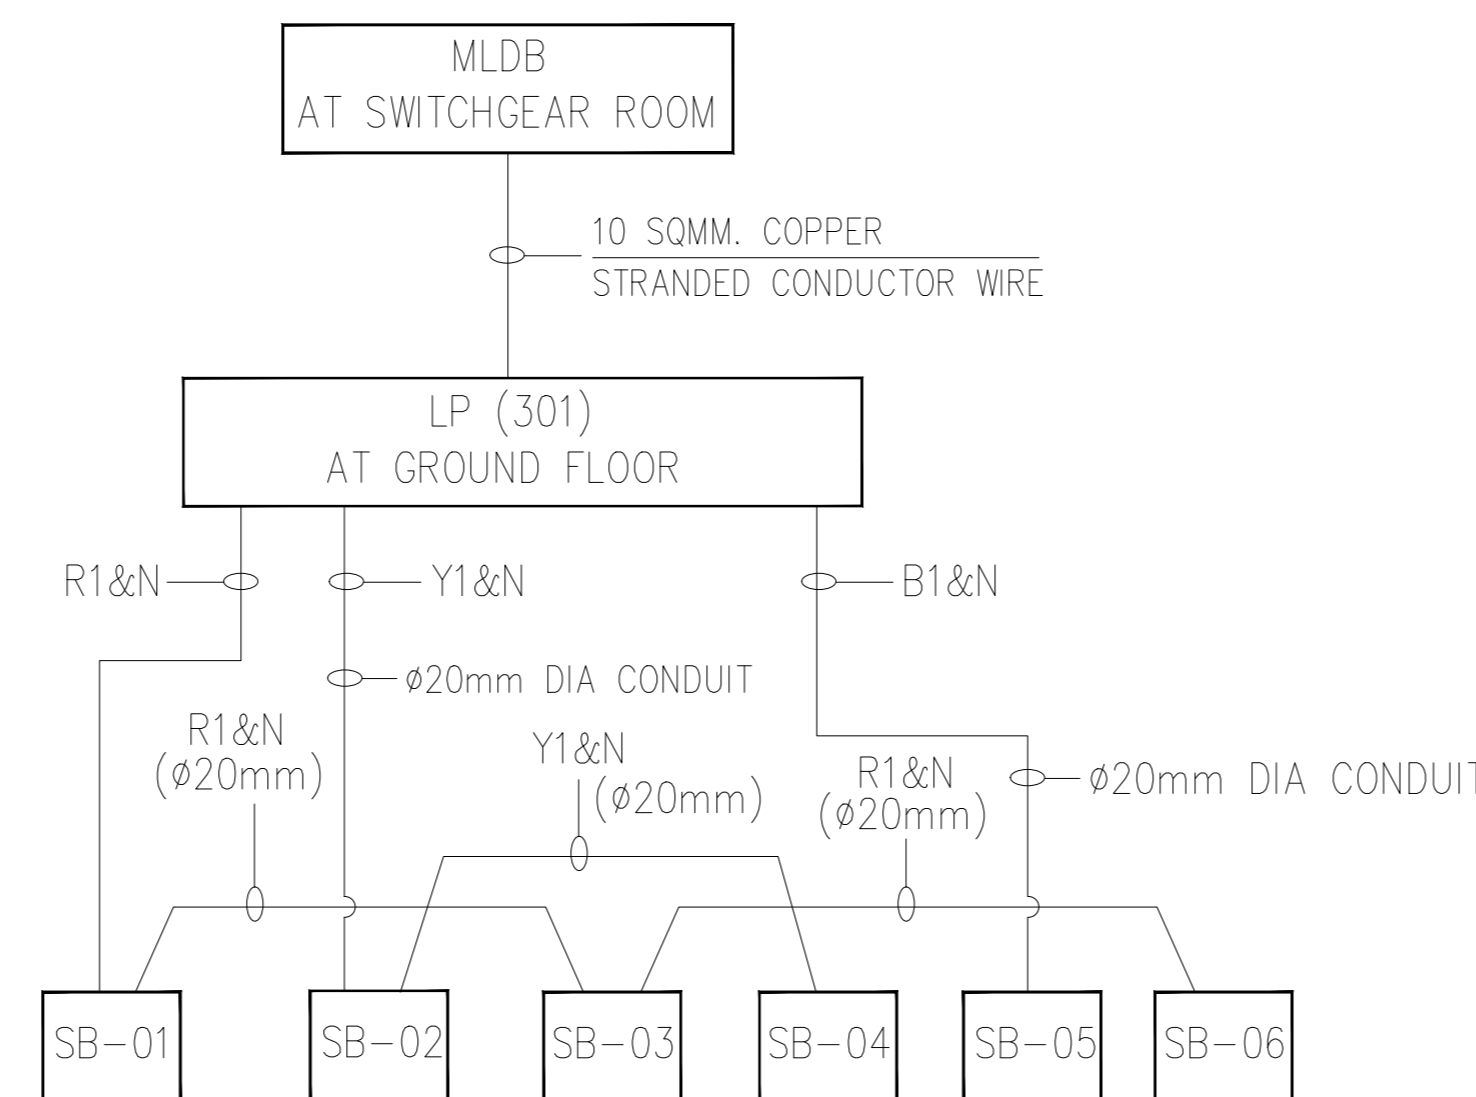 MLDB
AT SWITCHGEAR ROOM
10 SQMM. COPPER
STRANDED CONDUCTOR WIRE
LP (301)
AT GROUND FLOOR
R1&N
Y1&N
B1&N
ø20mm DIA CONDUIT
R1&N
(ø20mm)
Y1&N
(ø20mm)
R1&N
(ø20mm)
ø20mm DIA CONDUIT
SB-01
SB-02
SB-03
SB-04
SB-05
SB-06